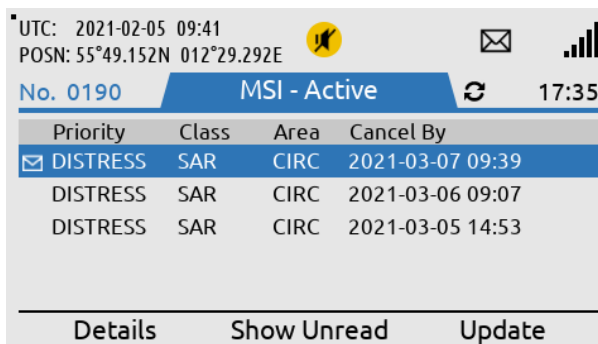 UTC: 2021-02-05 09:41
POSN: 55°49.152N 012°29.292E
No. 0190 MSI - Active 17:35
Priority Class Area Cancel By
DISTRESS SAR CIRC 2021-03-07 09:39
DISTRESS SAR CIRC 2021-03-06 09:07
DISTRESS SAR CIRC 2021-03-05 14:53
Details Show Unread Update